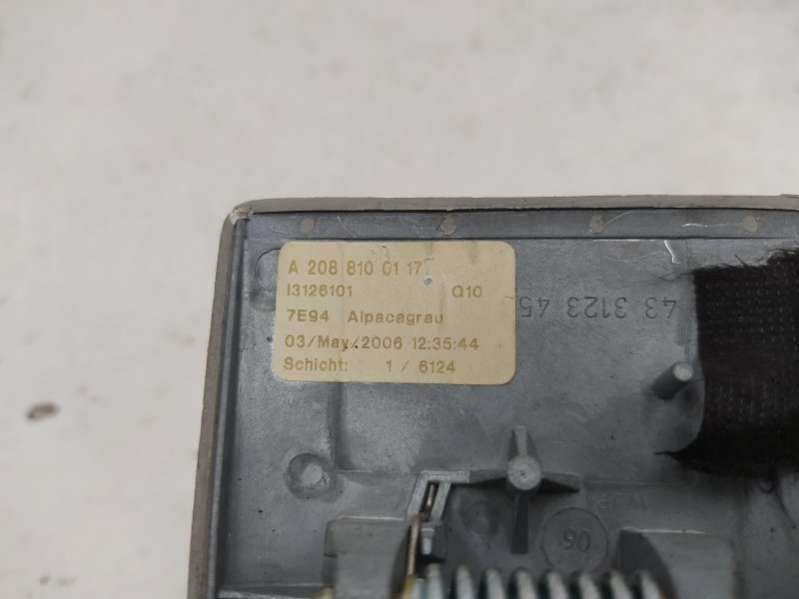 A 208 810 01 17
I3126101 Q10
7E94 Alpacagrau
03/May./2006 12:35:44
Schicht: 1 / 6124
43 3123 45
06